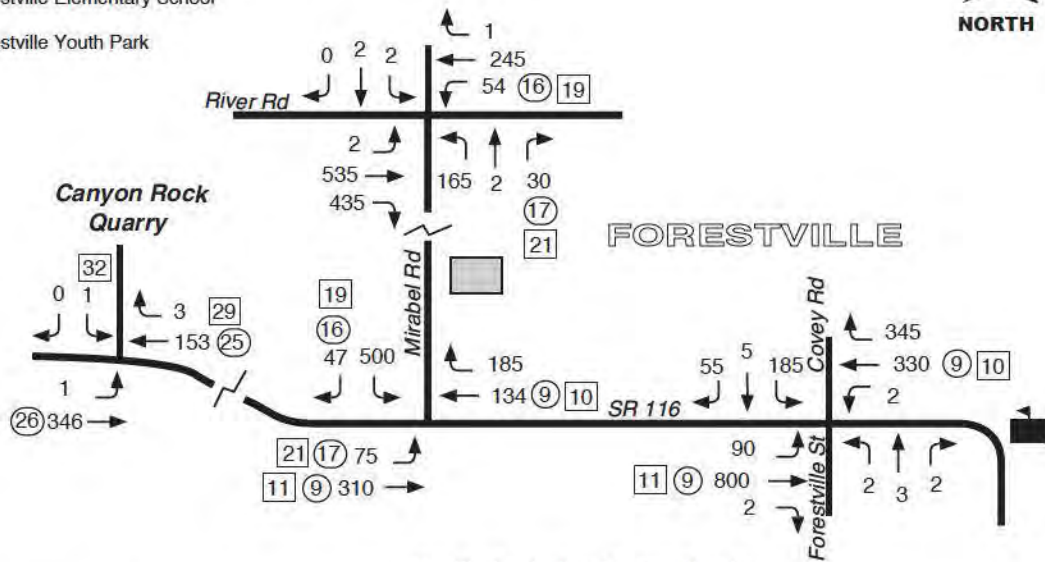 stville Elementary School
stville Youth Park
NORTH
1
245
54 16 19
0 2 2
River Rd
2
535
435
165 2 30
17
21
Canyon Rock
Quarry
FORESTVILLE
32
0 1
3 29
153 25
1
26 346
19
16
47 500
Mirabel Rd
185
134 9 10
SR 116
21 17 75
11 9 310
55 5 185
Covey Rd
345
330 9 10
2
90
11 9 800
2
Forestville St
2 3 2